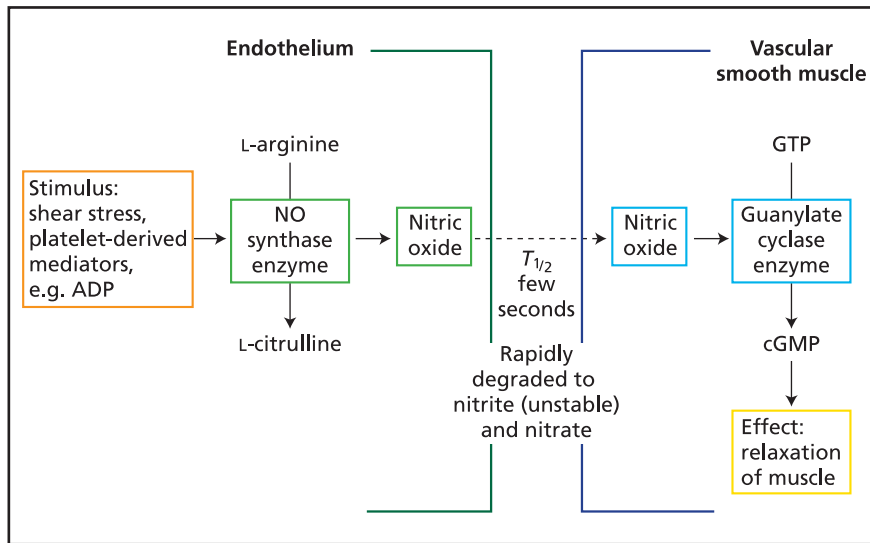 Endothelium
Vascular
smooth muscle
L-arginine
GTP
Stimulus:
shear stress,
platelet-derived
mediators,
e.g. ADP
NO
synthase
enzyme
Nitric
oxide
T1/2
few
seconds
Nitric
oxide
Guanylate
cyclase
enzyme
L-citrulline
cGMP
Rapidly
degraded to
nitrite (unstable)
and nitrate
Effect:
relaxation
of muscle